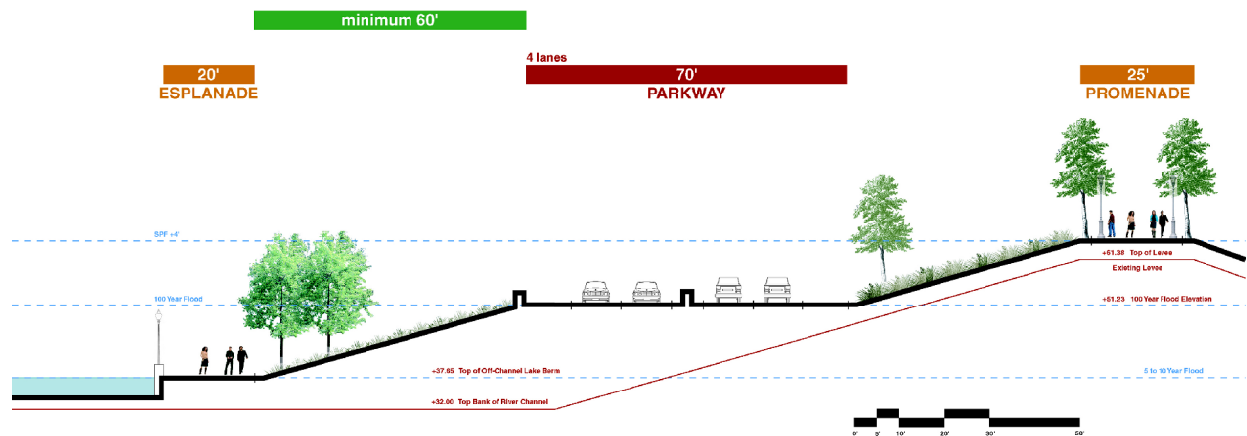 minimum 60'
4 lanes
20'
70'
25'
ESPLANADE
PARKWAY
PROMENADE
SPF +4'
+61.38 Top of Levee
Existing Levee
100 Year Flood
+51.23 100 Year Flood Elevation
+37.65 Top of Off-Channel Lake Berm
5 to 10 Year Flood
+32.00 Top Bank of River Channel
0' 5' 10' 20' 30' 50'